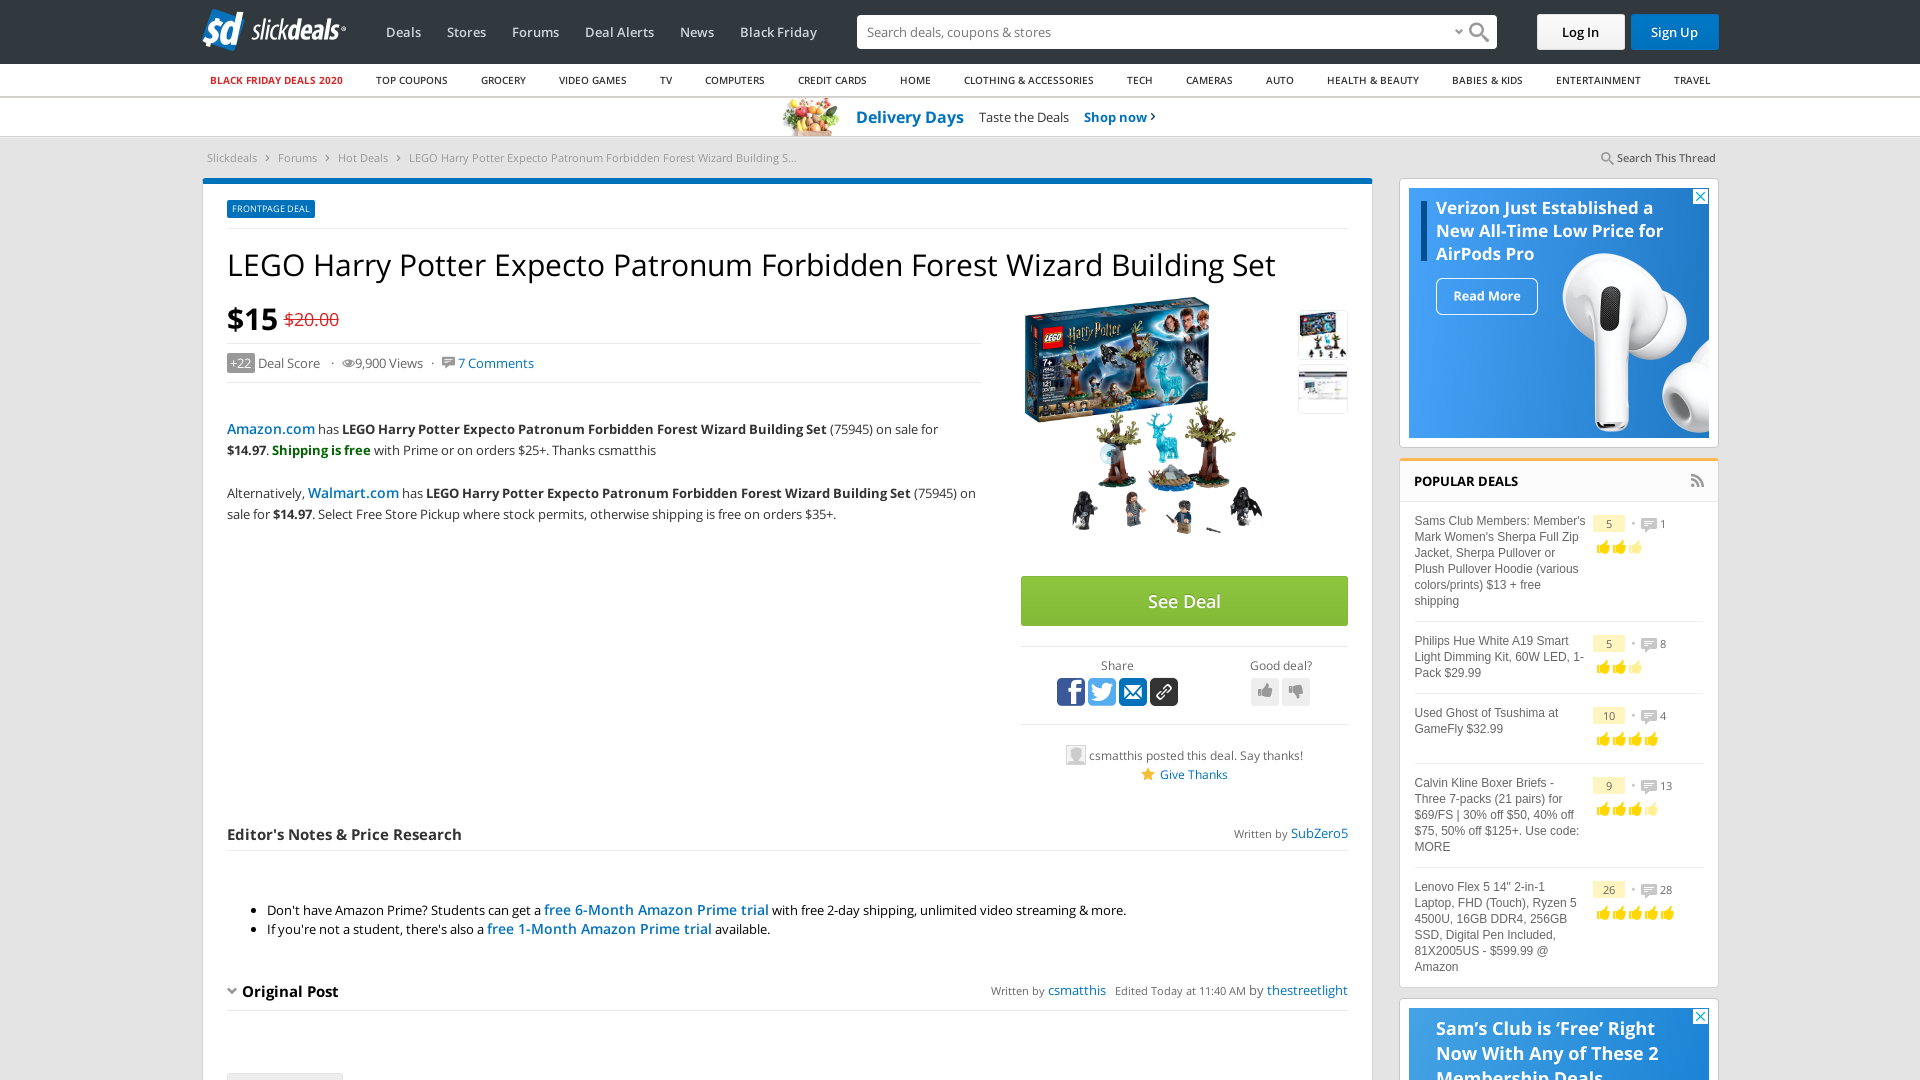 slickdeals
Deals
Stores
Forums
Deal Alerts
News
Black Friday
Search deals, coupons & stores
Log In
Sign Up
BLACK FRIDAY DEALS 2020
TOP COUPONS
GROCERY
VIDEO GAMES
TV
COMPUTERS
CREDIT CARDS
HOME
CLOTHING & ACCESSORIES
TECH
CAMERAS
AUTO
HEALTH & BEAUTY
BABIES & KIDS
ENTERTAINMENT
TRAVEL
Delivery Days Taste the Deals Shop now
Slickdeals > Forums > Hot Deals > LEGO Harry Potter Expecto Patronum Forbidden Forest Wizard Building S...
Search This Thread
FRONTPAGE DEAL
LEGO Harry Potter Expecto Patronum Forbidden Forest Wizard Building Set
$15 $20.00
+22 Deal Score · 9,900 Views · 7 Comments
Amazon.com has LEGO Harry Potter Expecto Patronum Forbidden Forest Wizard Building Set (75945) on sale for
$14.97. Shipping is free with Prime or on orders $25+. Thanks csmatthis
Alternatively, Walmart.com has LEGO Harry Potter Expecto Patronum Forbidden Forest Wizard Building Set (75945) on
sale for $14.97. Select Free Store Pickup where stock permits, otherwise shipping is free on orders $35+.
LEGO
Harry Potter
7+
See Deal
Share
Good deal?
csmatthis posted this deal. Say thanks!
Give Thanks
Editor's Notes & Price Research
Written by SubZero5
• Don't have Amazon Prime? Students can get a free 6-Month Amazon Prime trial with free 2-day shipping, unlimited video streaming & more.
• If you're not a student, there's also a free 1-Month Amazon Prime trial available.
Original Post
Written by csmatthis Edited Today at 11:40 AM by thestreetlight
Verizon Just Established a
New All-Time Low Price for
AirPods Pro
Read More
POPULAR DEALS
Sams Club Members: Member's
Mark Women's Sherpa Full Zip
Jacket, Sherpa Pullover or
Plush Pullover Hoodie (various
colors/prints) $13 + free
shipping
5 • 1
Philips Hue White A19 Smart
Light Dimming Kit, 60W LED, 1-
Pack $29.99
5 • 8
Used Ghost of Tsushima at
GameFly $32.99
10 • 4
Calvin Kline Boxer Briefs -
Three 7-packs (21 pairs) for
$69/FS | 30% off $50, 40% off
$75, 50% off $125+. Use code:
MORE
9 • 13
Lenovo Flex 5 14" 2-in-1
Laptop, FHD (Touch), Ryzen 5
4500U, 16GB DDR4, 256GB
SSD, Digital Pen Included,
81X2005US - $599.99 @
Amazon
26 • 28
Sam's Club is 'Free' Right
Now With Any of These 2
Membership Deals